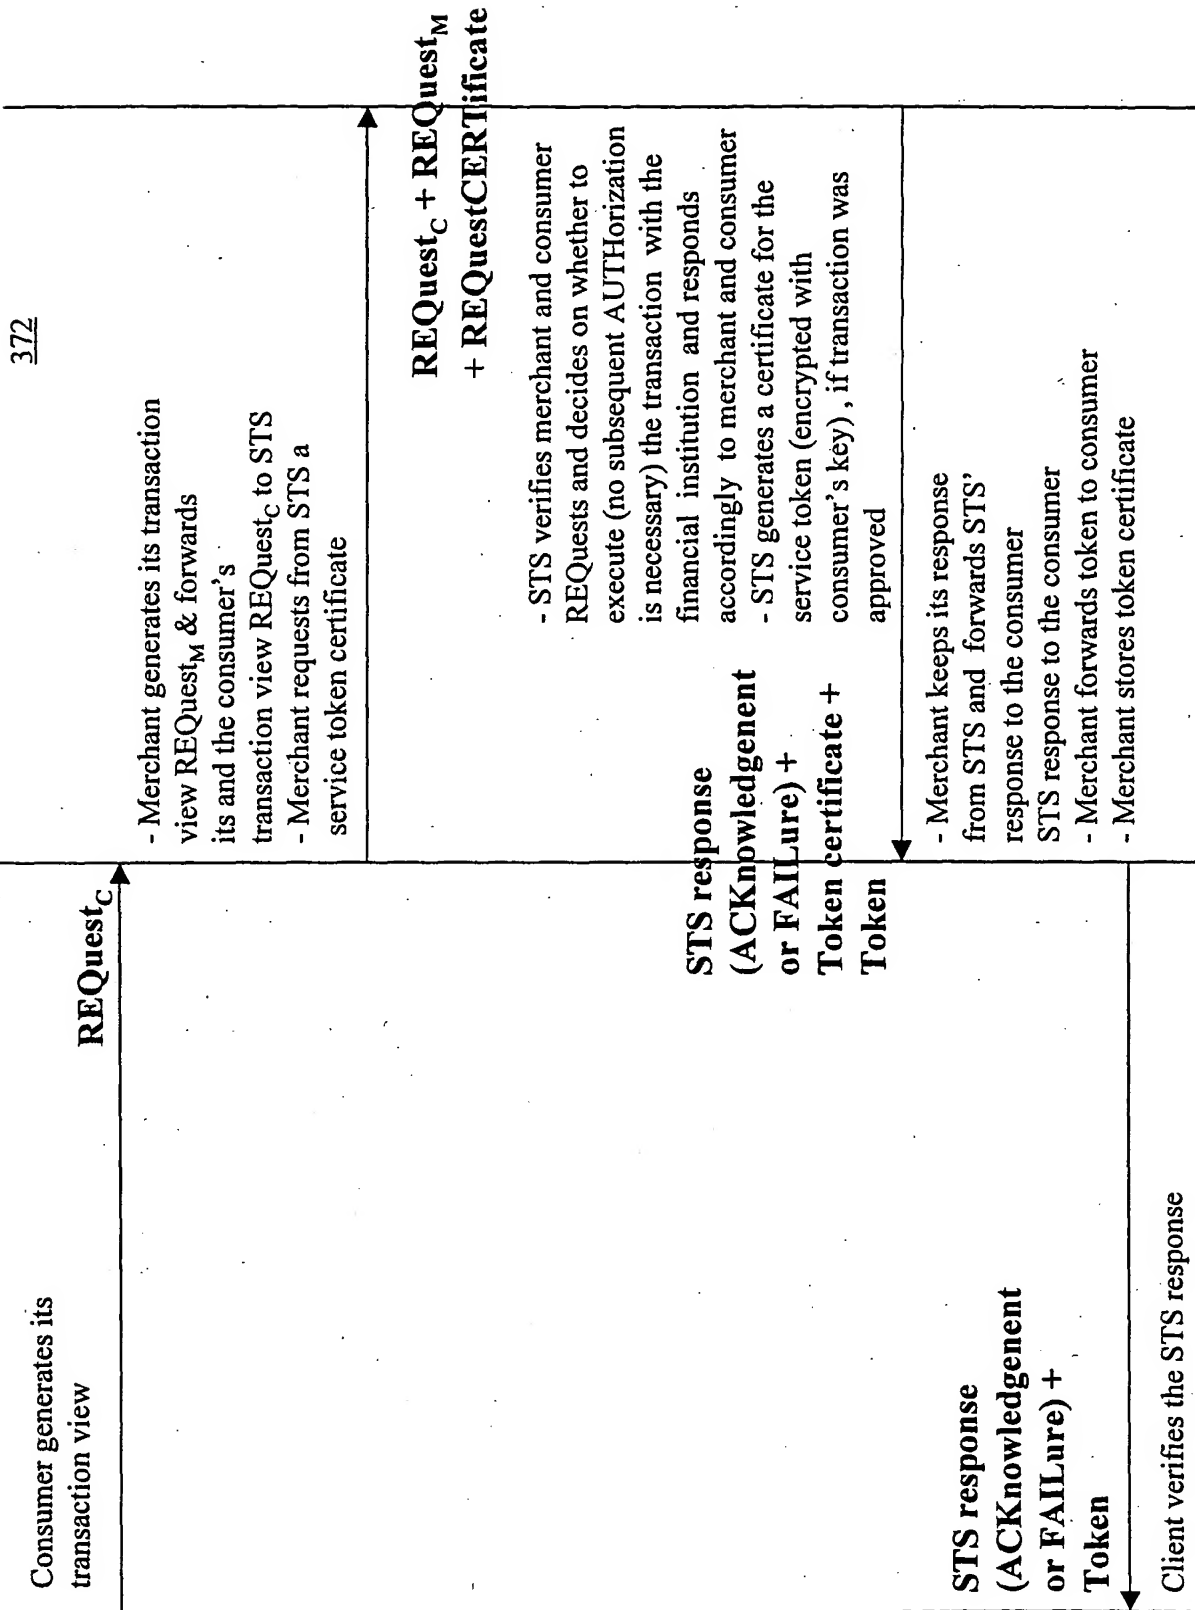 372
Consumer generates its
transaction view
REQuestC
- Merchant generates its transaction
view REQuestM & forwards
its and the consumer's
transaction view REQuestC to STS
- Merchant requests from STS a
service token certificate
REQuestC + REQuestM
+ REQuestCERTificate
- STS verifies merchant and consumer
REQuests and decides on whether to
execute (no subsequent AUTHorization
is necessary) the transaction with the
financial institution and responds
accordingly to merchant and consumer
- STS generates a certificate for the
service token (encrypted with
consumer's key) , if transaction was
approved
STS response
(ACKnowledgenent
or FAILure) +
Token certificate +
Token
- Merchant keeps its response
from STS and forwards STS'
response to the consumer
STS response to the consumer
- Merchant forwards token to consumer
- Merchant stores token certificate
STS response
(ACKnowledgenent
or FAILure) +
Token
Client verifies the STS response